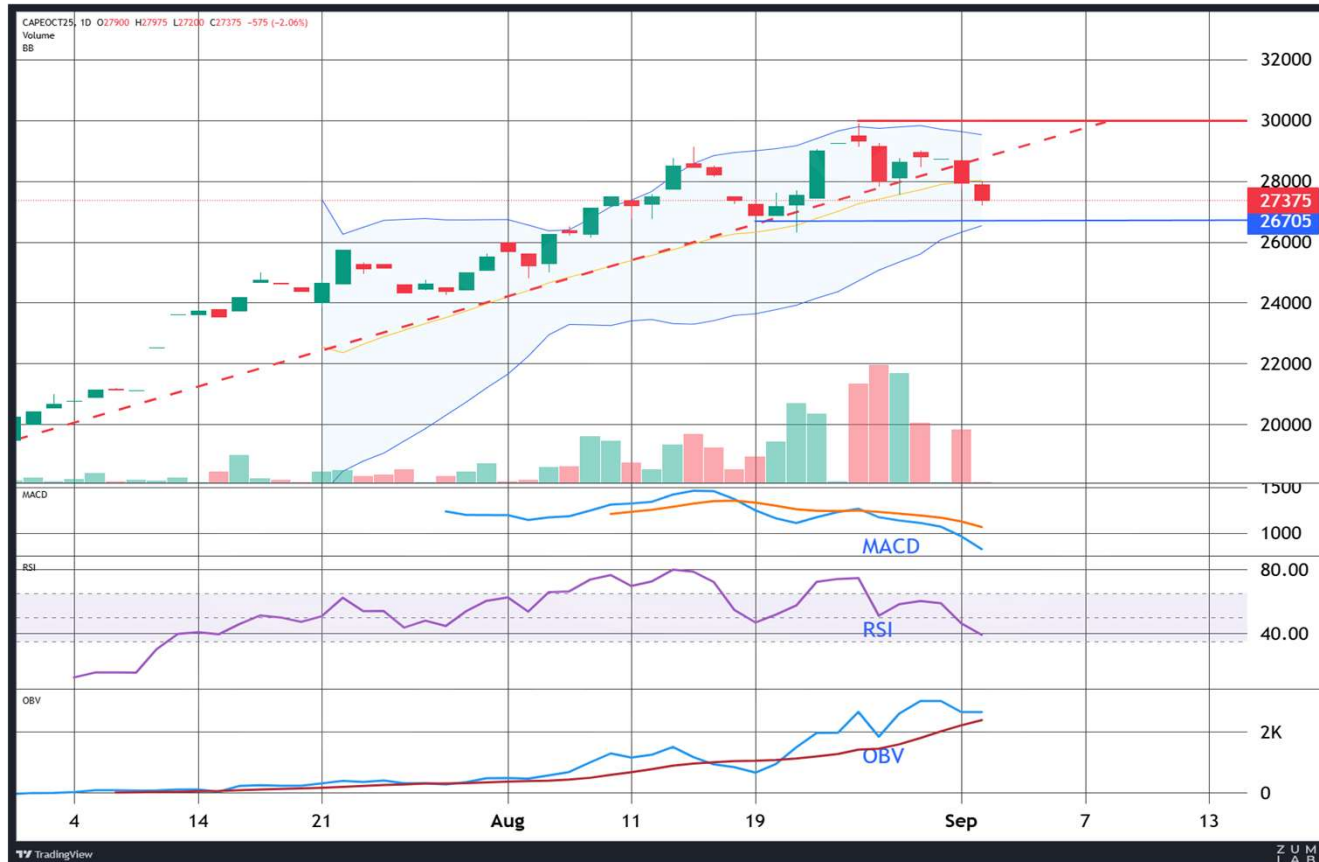 CAPEOCT25, 1D O27900 H27975 L27200 C27375 −575 (−2.06%)
Volume
BB
32000
30000
28000
27375
26705
26000
24000
22000
20000
MACD
1500
1000
MACD
RSI
80.00
RSI
40.00
OBV
2K
OBV
0
4 14 21 Aug 11 19 Sep 7 13
TradingView
ZUM
LAB